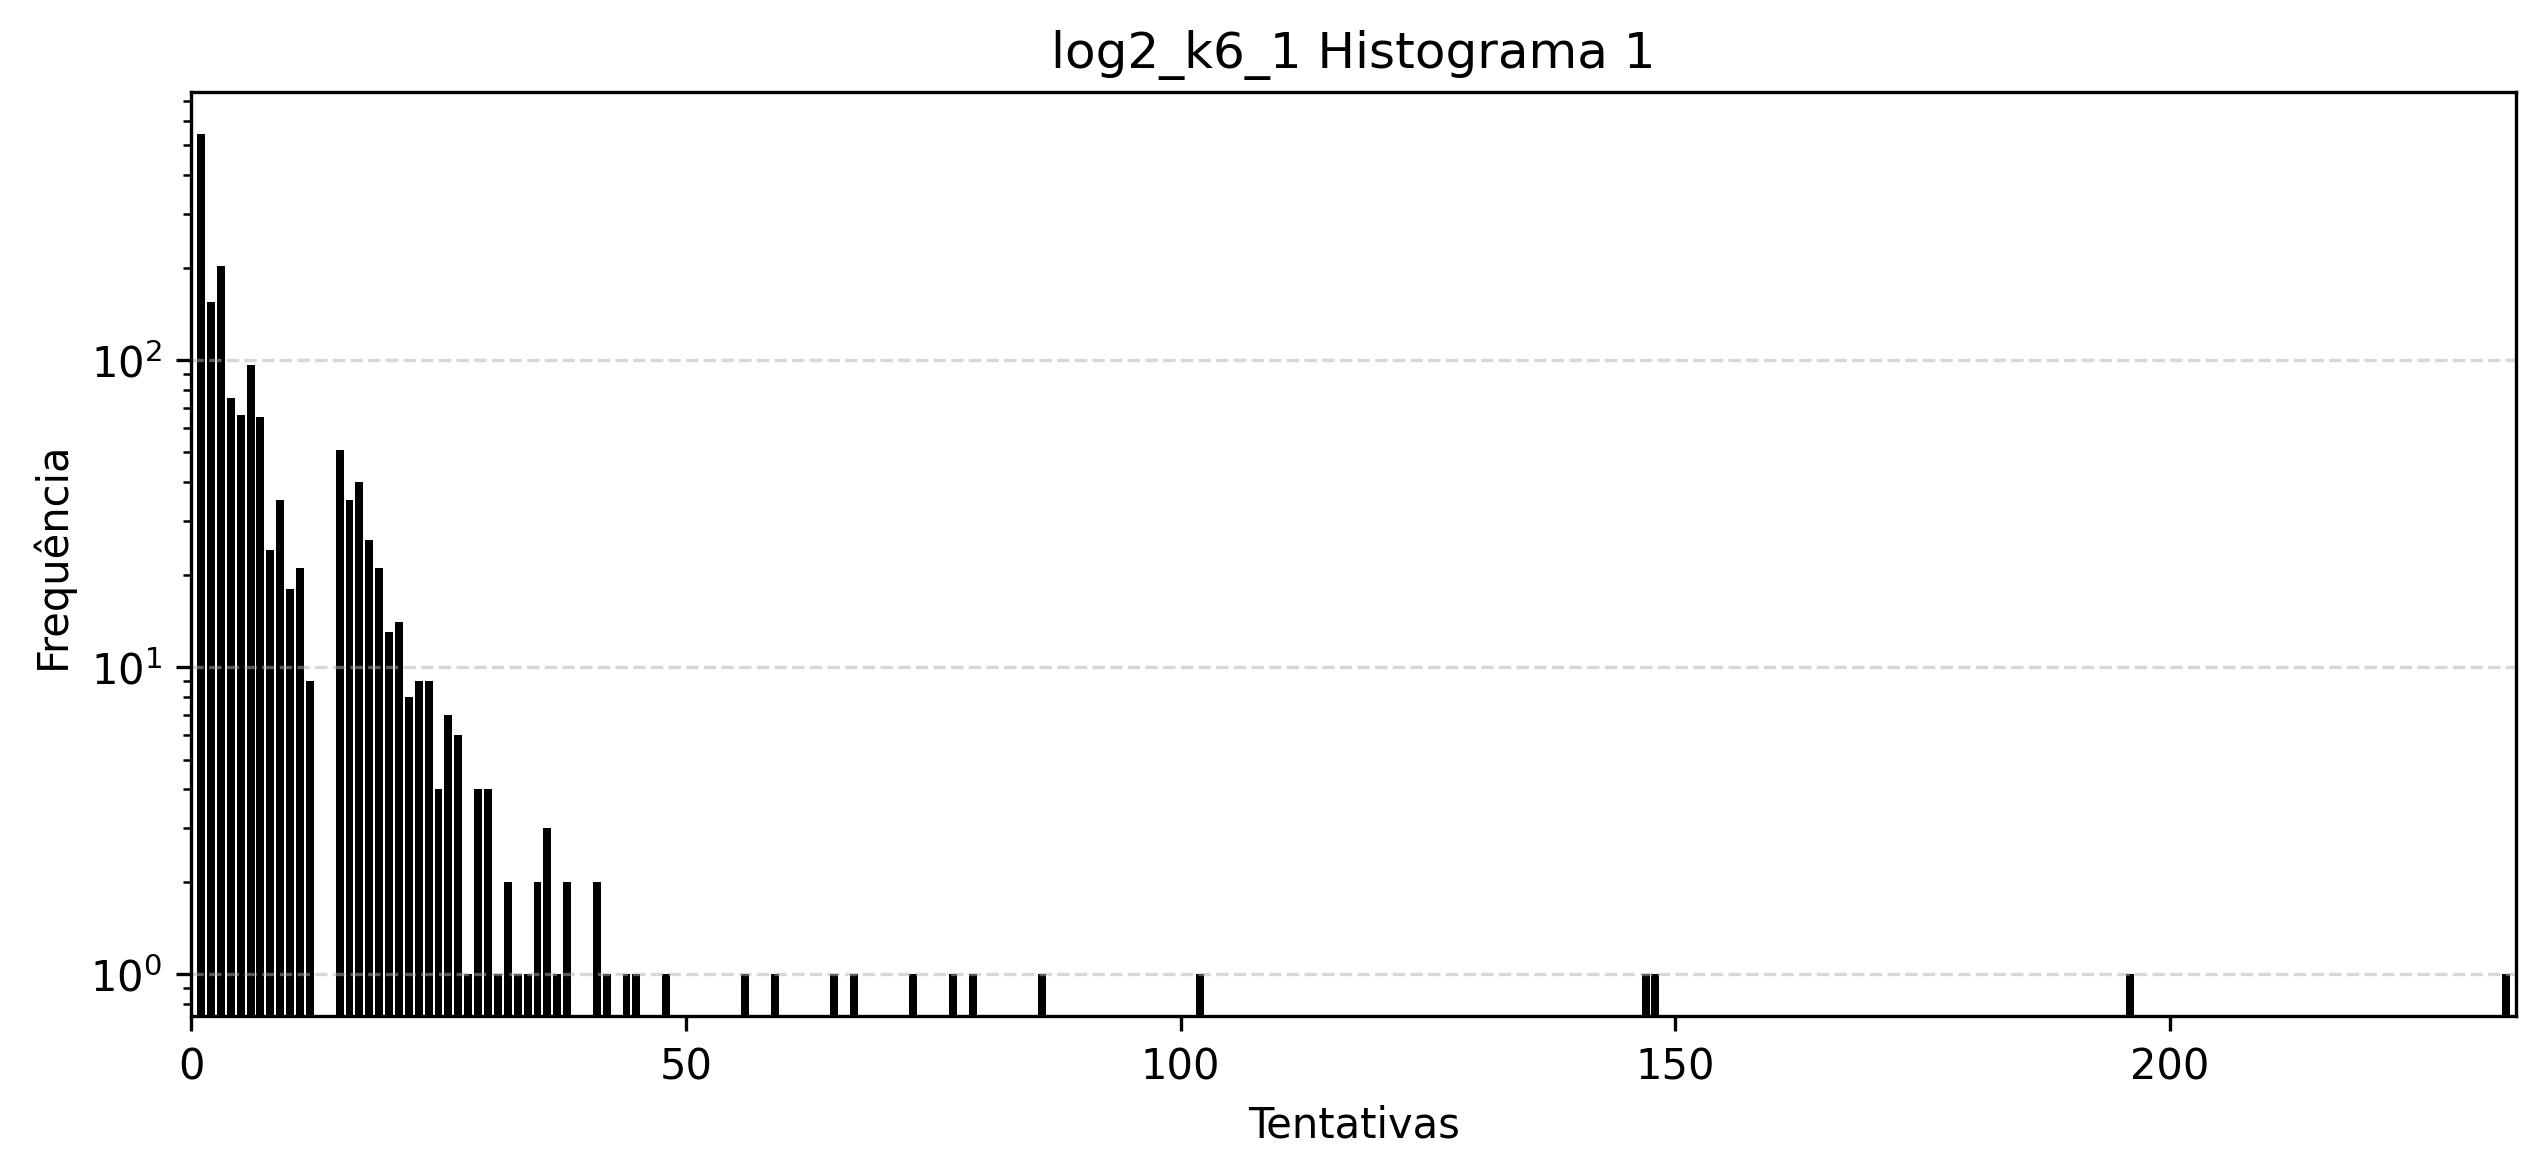 log2_k6_1 Histograma 1
Frequência
10²
10¹
10⁰
0 50 100 150 200
Tentativas